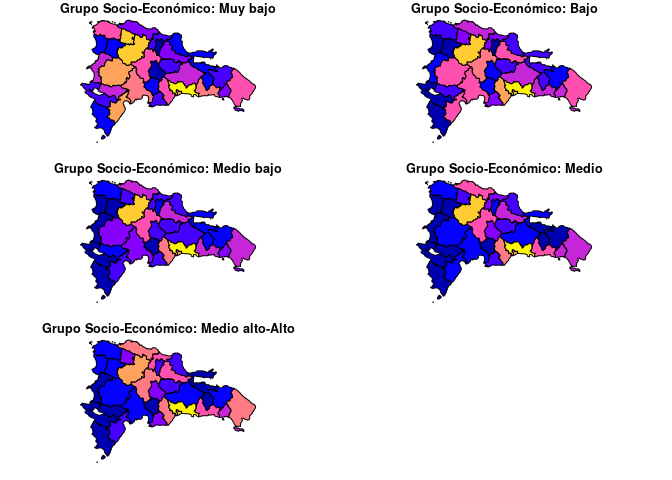 Grupo Socio-Económico: Muy bajo
Grupo Socio-Económico: Bajo
Grupo Socio-Económico: Medio bajo
Grupo Socio-Económico: Medio
Grupo Socio-Económico: Medio alto-Alto